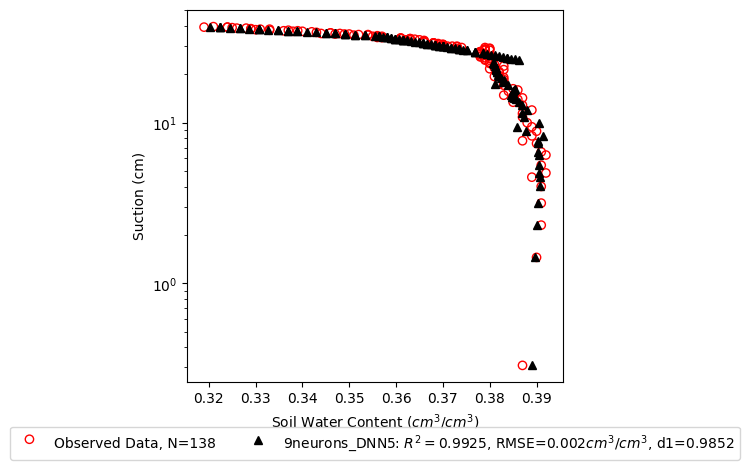 Suction (cm)
10¹
10⁰
0.32 0.33 0.34 0.35 0.36 0.37 0.38 0.39
Soil Water Content (cm³/cm³)
Observed Data, N=138
9neurons_DNN5: R² = 0.9925, RMSE=0.002cm³/cm³, d1=0.9852